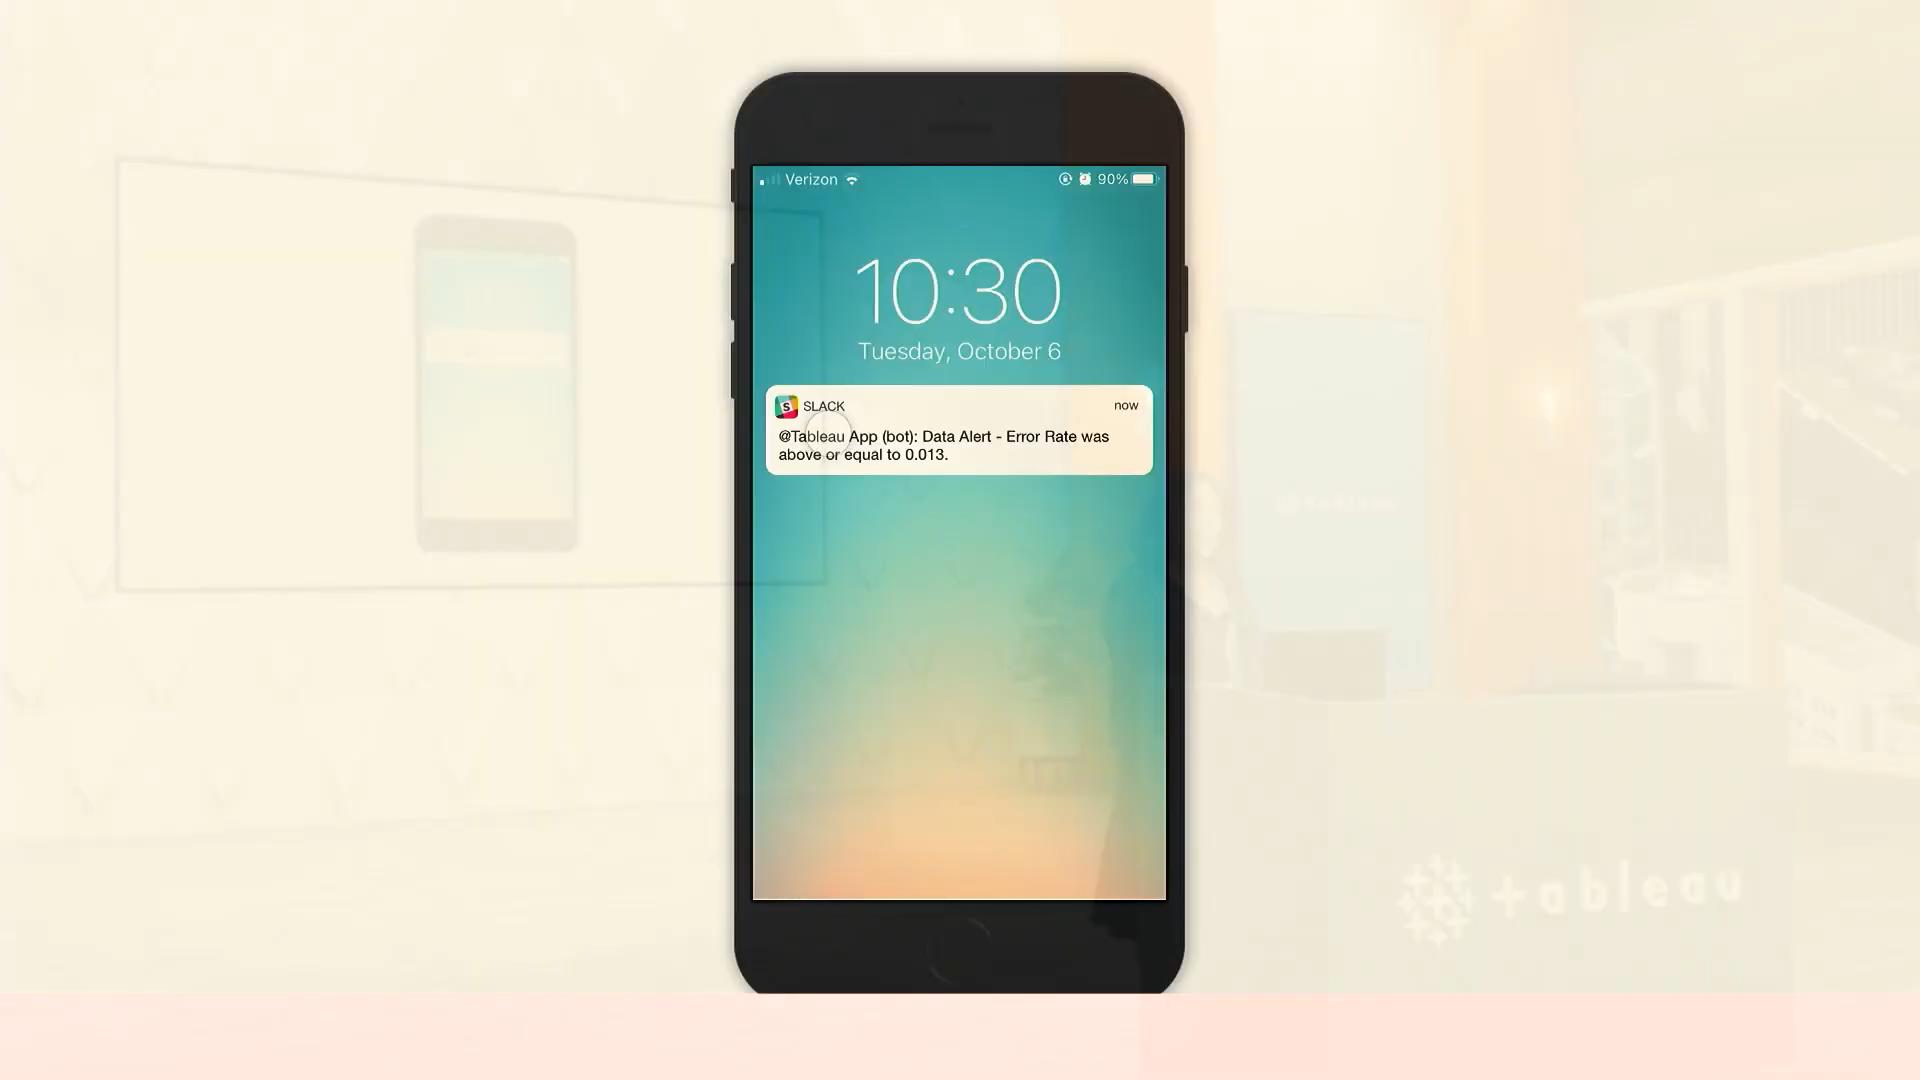 Verizon 90%
10:30
Tuesday, October 6
SLACK now
@Tableau App (bot): Data Alert - Error Rate was
above or equal to 0.013.
+ableau